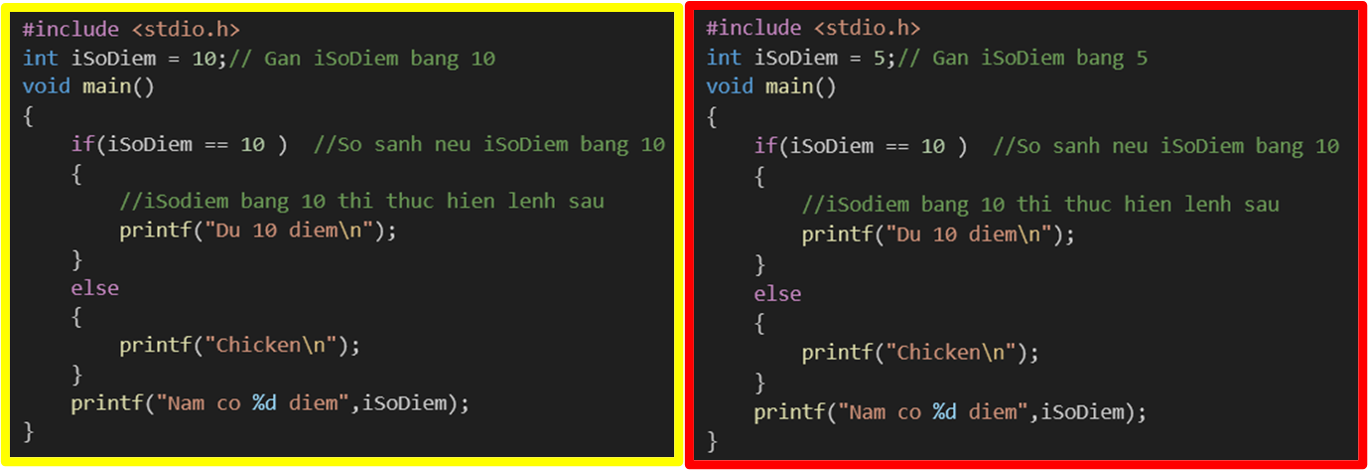 #include <stdio.h>
int iSoDiem = 10;// Gan iSoDiem bang 10
void main()
{
    if(iSoDiem == 10 )  //So sanh neu iSoDiem bang 10
    {
        //iSodiem bang 10 thi thuc hien lenh sau
        printf("Du 10 diem\n");
    }
    else
    {
        printf("Chicken\n");
    }
    printf("Nam co %d diem",iSoDiem);
}
#include <stdio.h>
int iSoDiem = 5;// Gan iSoDiem bang 5
void main()
{
    if(iSoDiem == 10 )  //So sanh neu iSoDiem bang 10
    {
        //iSodiem bang 10 thi thuc hien lenh sau
        printf("Du 10 diem\n");
    }
    else
    {
        printf("Chicken\n");
    }
    printf("Nam co %d diem",iSoDiem);
}